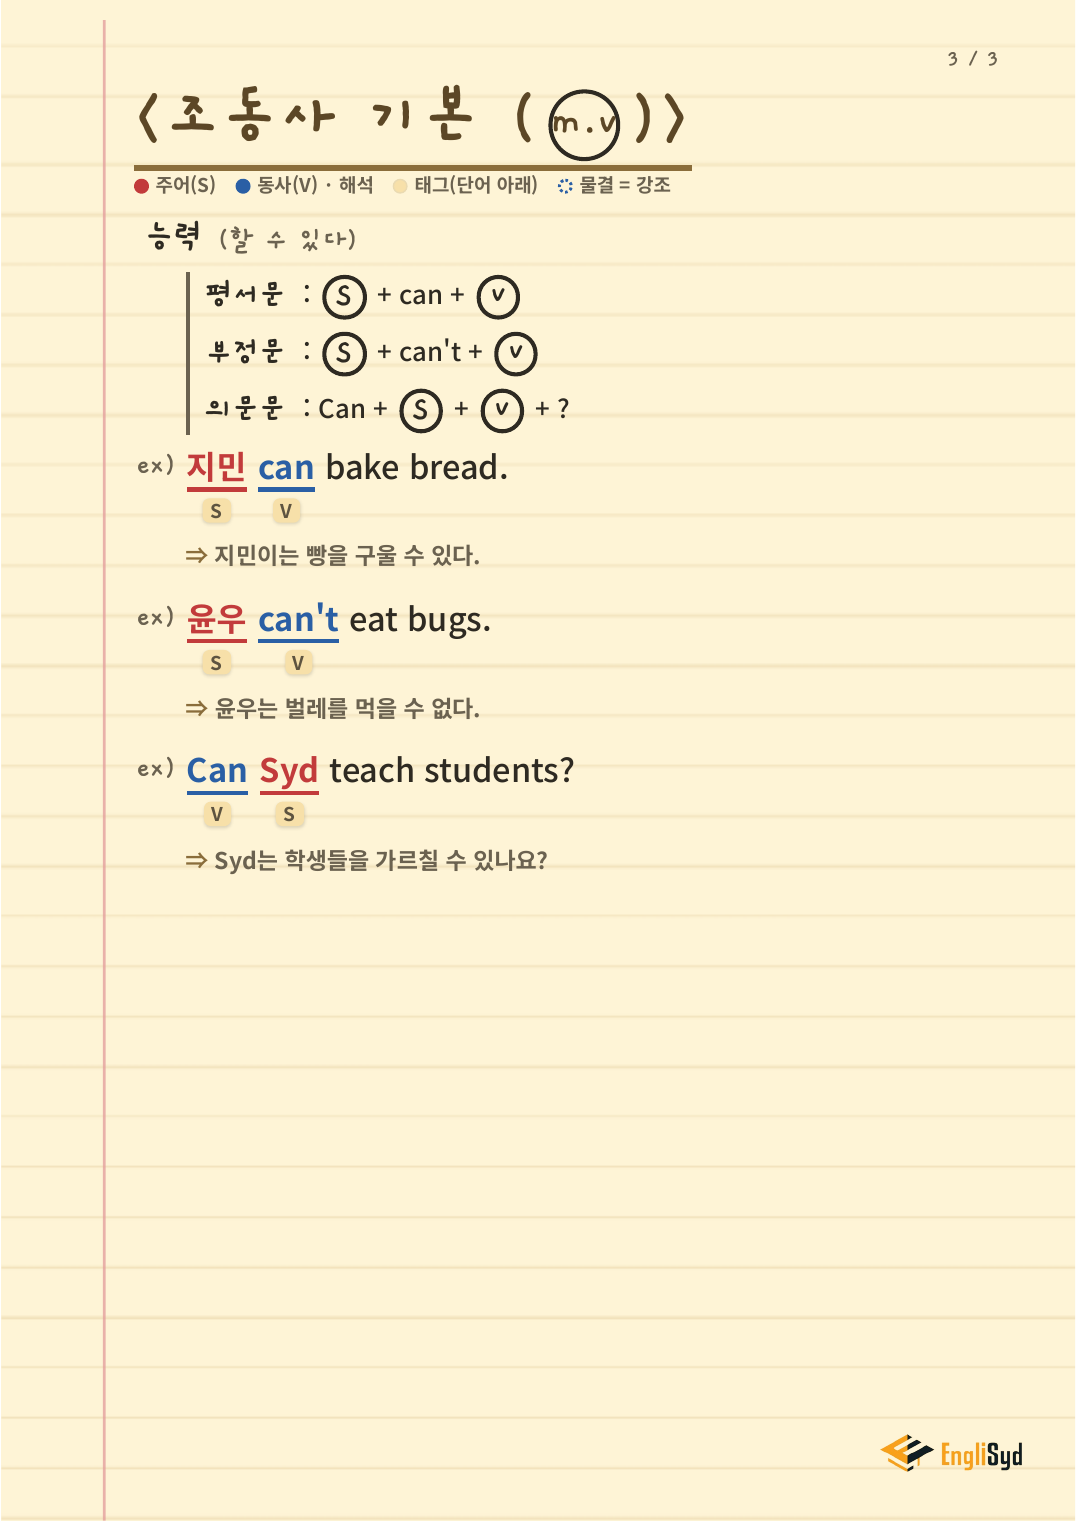 3 / 3
<조동사 기본 (m.v)>
주어(S) 동사(V) · 해석 태그(단어 아래) 물결 = 강조
능력 (할 수 있다)
평서문 : S + can + v
부정문 : S + can't + v
의문문 : Can + S + v + ?
ex) 지민 can bake bread.
S V
⇒ 지민이는 빵을 구울 수 있다.
ex) 윤우 can't eat bugs.
S V
⇒ 윤우는 벌레를 먹을 수 없다.
ex) Can Syd teach students?
V S
⇒ Syd는 학생들을 가르칠 수 있나요?
EngliSyd